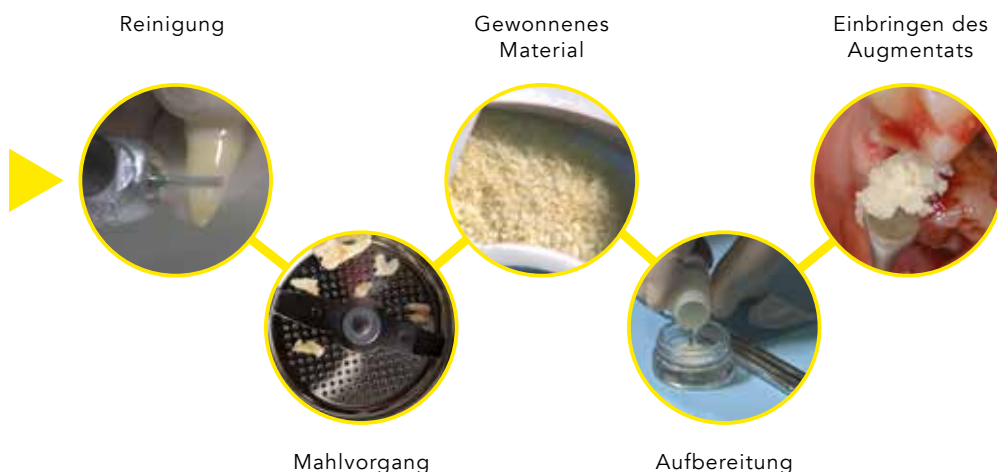 Reinigung
Gewonnenes
Material
Einbringen des
Augmentats
Mahlvorgang
Aufbereitung